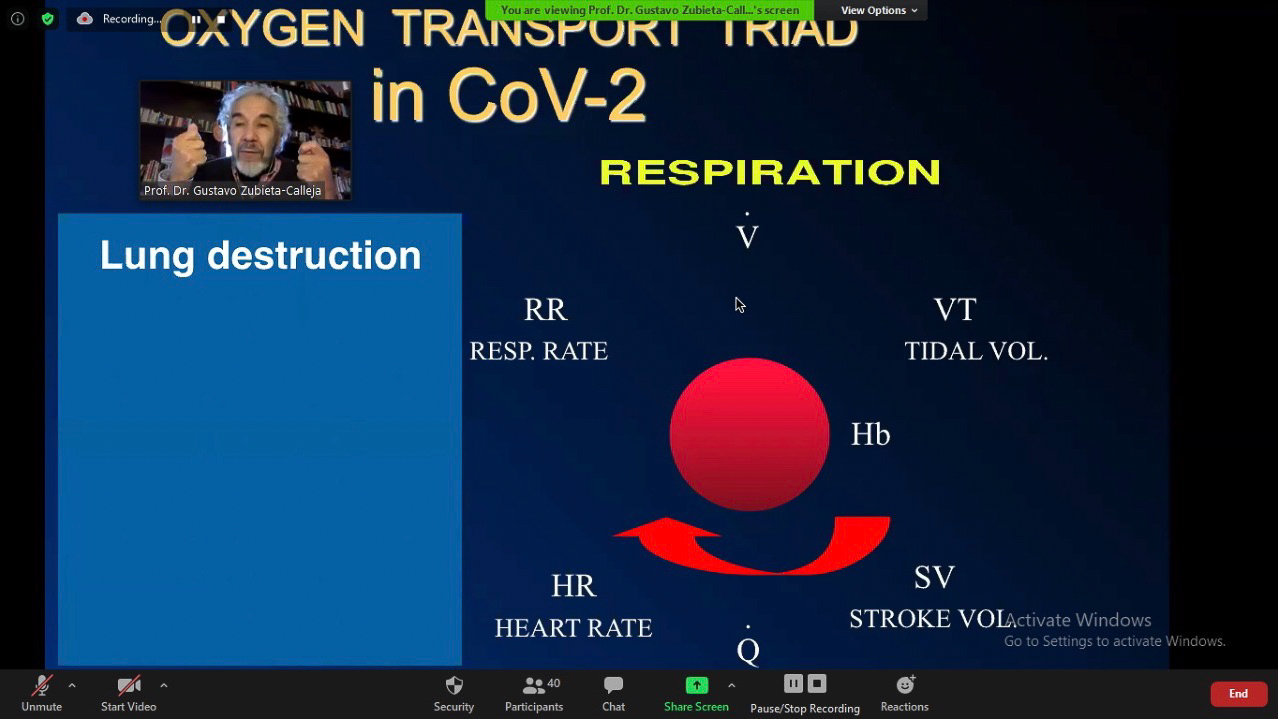 You are viewing Prof. Dr. Gustavo Zubieta-Call...'s screen
View Options
Recording...
OXYGEN TRANSPORT TRIAD
in CoV-2
Prof. Dr. Gustavo Zubieta-Calleja
RESPIRATION
Lung destruction
V̇
RR
RESP. RATE
VT
TIDAL VOL.
Hb
HR
HEART RATE
SV
STROKE VOL.
Q̇
Activate Windows
Go to Settings to activate Windows.
Unmute
Start Video
Security
40
Participants
Chat
Share Screen
Pause/Stop Recording
Reactions
End